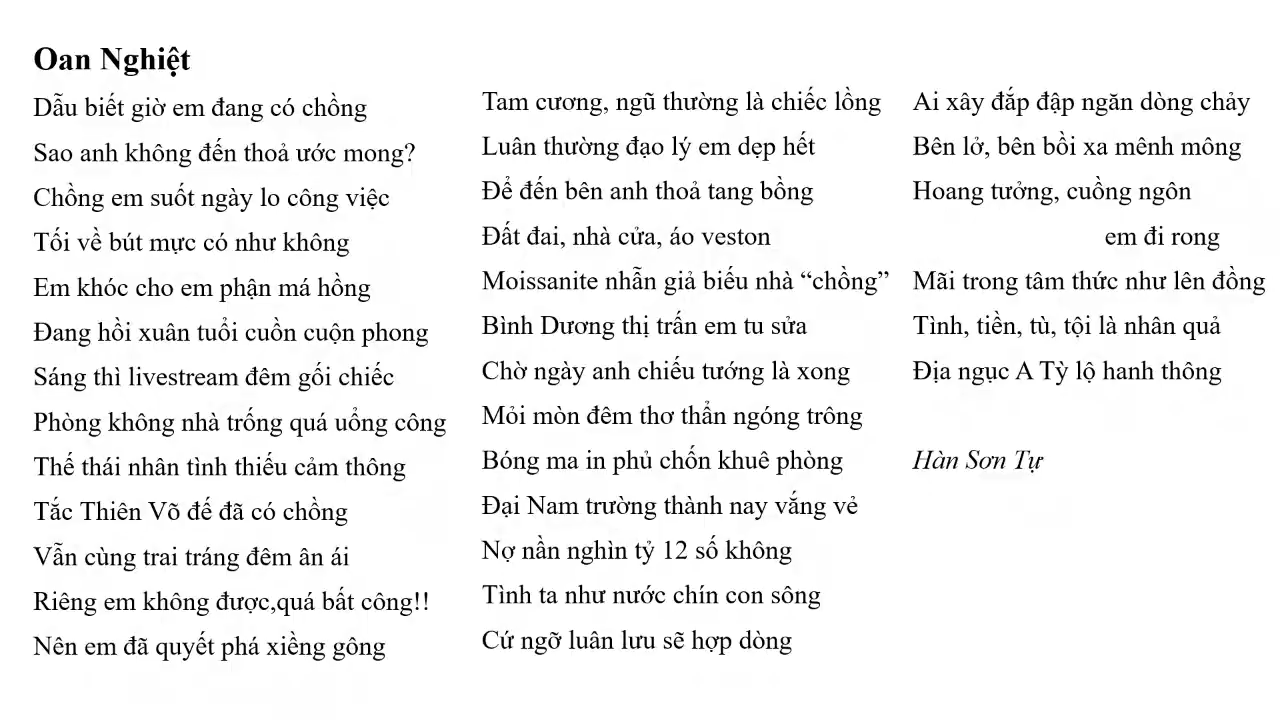 Oan Nghiệt
Dẫu biết giờ em đang có chồng
Sao anh không đến thoả ước mong?
Chồng em suốt ngày lo công việc
Tối về bút mực có như không
Em khóc cho em phận má hồng
Đang hồi xuân tuổi cuồn cuộn phong
Sáng thì livestream đêm gối chiếc
Phòng không nhà trống quá uổng công
Thế thái nhân tình thiếu cảm thông
Tắc Thiên Võ đế đã có chồng
Vẫn cùng trai tráng đêm ân ái
Riêng em không được,quá bất công!!
Nên em đã quyết phá xiềng gông
Tam cương, ngũ thường là chiếc lồng
Luân thường đạo lý em dẹp hết
Để đến bên anh thoả tang bồng
Đất đai, nhà cửa, áo veston
Moissanite nhẫn giả biếu nhà “chồng”
Bình Dương thị trấn em tu sửa
Chờ ngày anh chiếu tướng là xong
Mỏi mòn đêm thơ thẩn ngóng trông
Bóng ma in phủ chốn khuê phòng
Đại Nam trường thành nay vắng vẻ
Nợ nần nghìn tỷ 12 số không
Tình ta như nước chín con sông
Cứ ngỡ luân lưu sẽ hợp dòng
Ai xây đắp đập ngăn dòng chảy
Bên lở, bên bồi xa mênh mông
Hoang tưởng, cuồng ngôn
em đi rong
Mãi trong tâm thức như lên đồng
Tình, tiền, tù, tội là nhân quả
Địa ngục A Tỳ lộ hanh thông
Hàn Sơn Tự